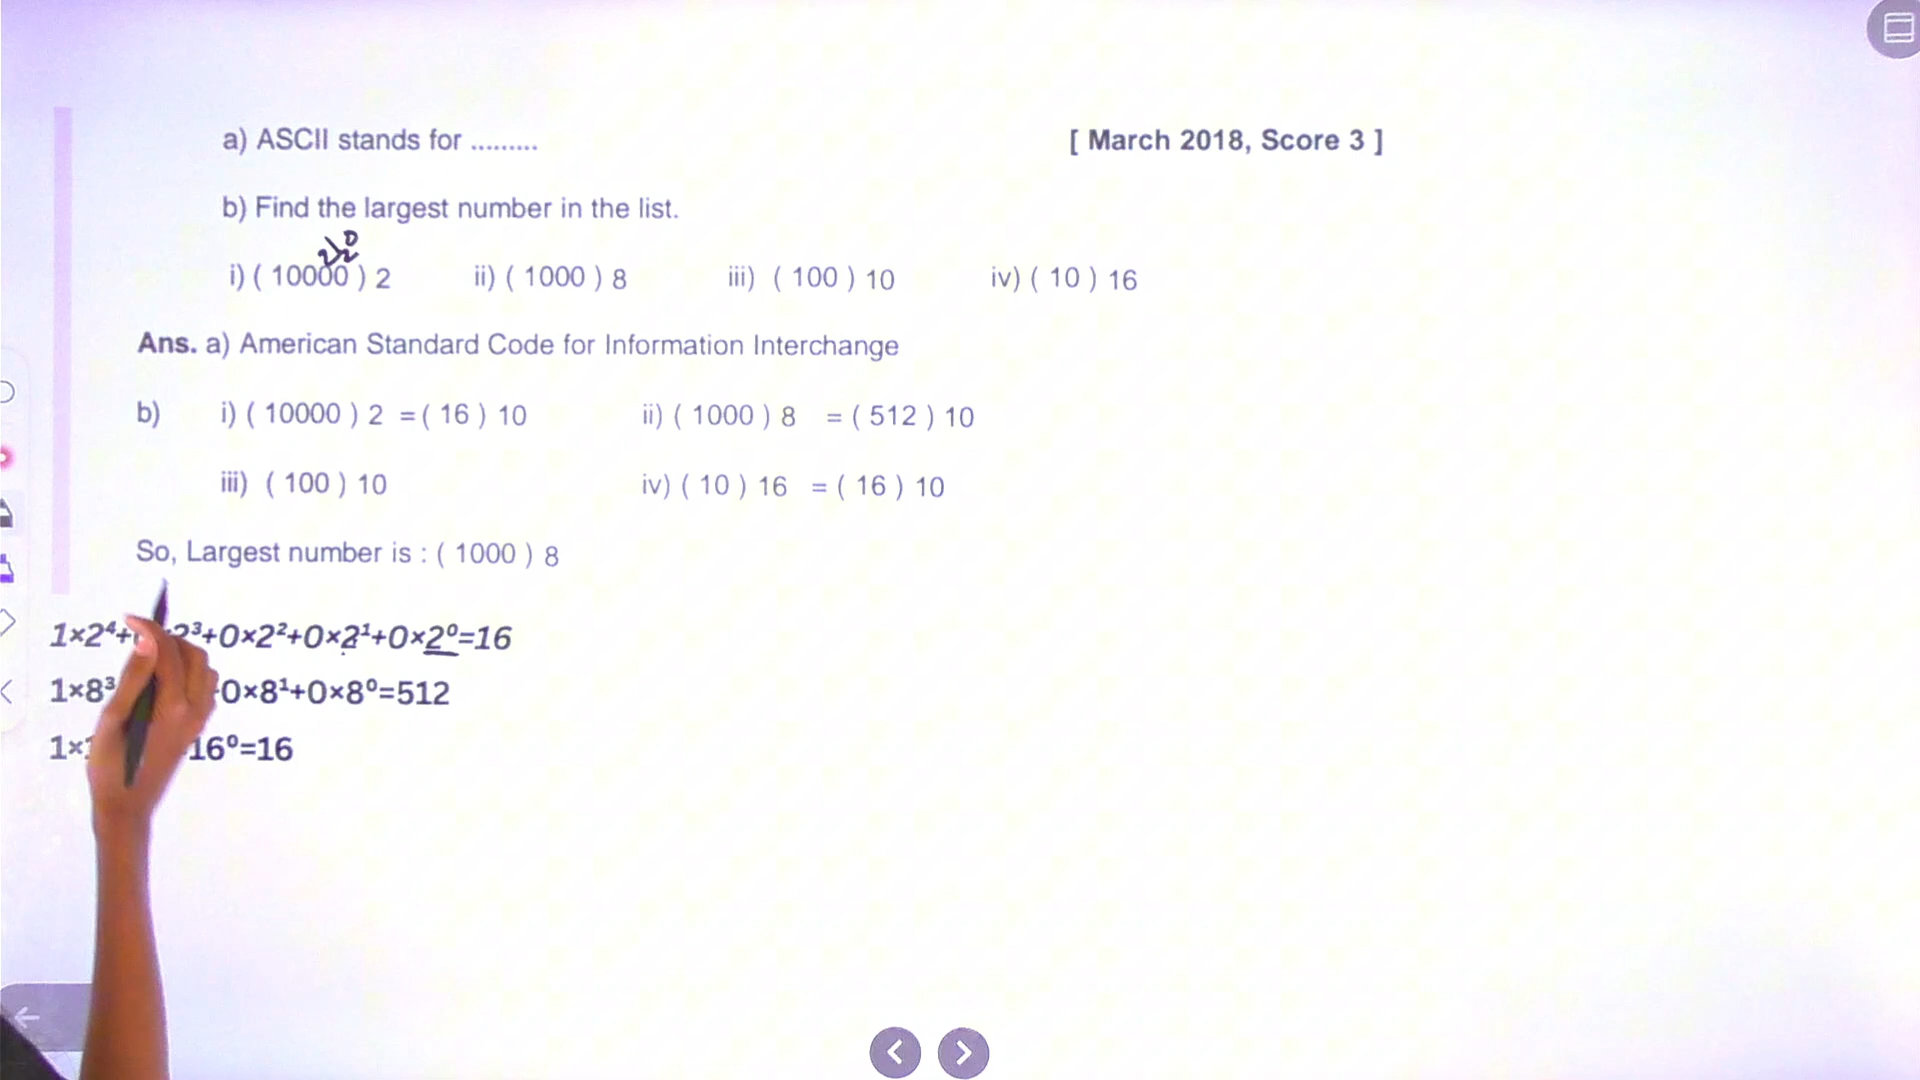 a) ASCII stands for .........
[ March 2018, Score 3 ]
b) Find the largest number in the list.
i) ( 10000 ) 2 ii) ( 1000 ) 8 iii) ( 100 ) 10 iv) ( 10 ) 16
Ans. a) American Standard Code for Information Interchange
b) i) ( 10000 ) 2 = ( 16 ) 10 ii) ( 1000 ) 8 = ( 512 ) 10
iii) ( 100 ) 10 iv) ( 10 ) 16 = ( 16 ) 10
So, Largest number is : ( 1000 ) 8
1×2⁴+ 2³+0×2²+0×2¹+0×2⁰=16
1×8³ 0×8¹+0×8⁰=512
1× 16⁰=16